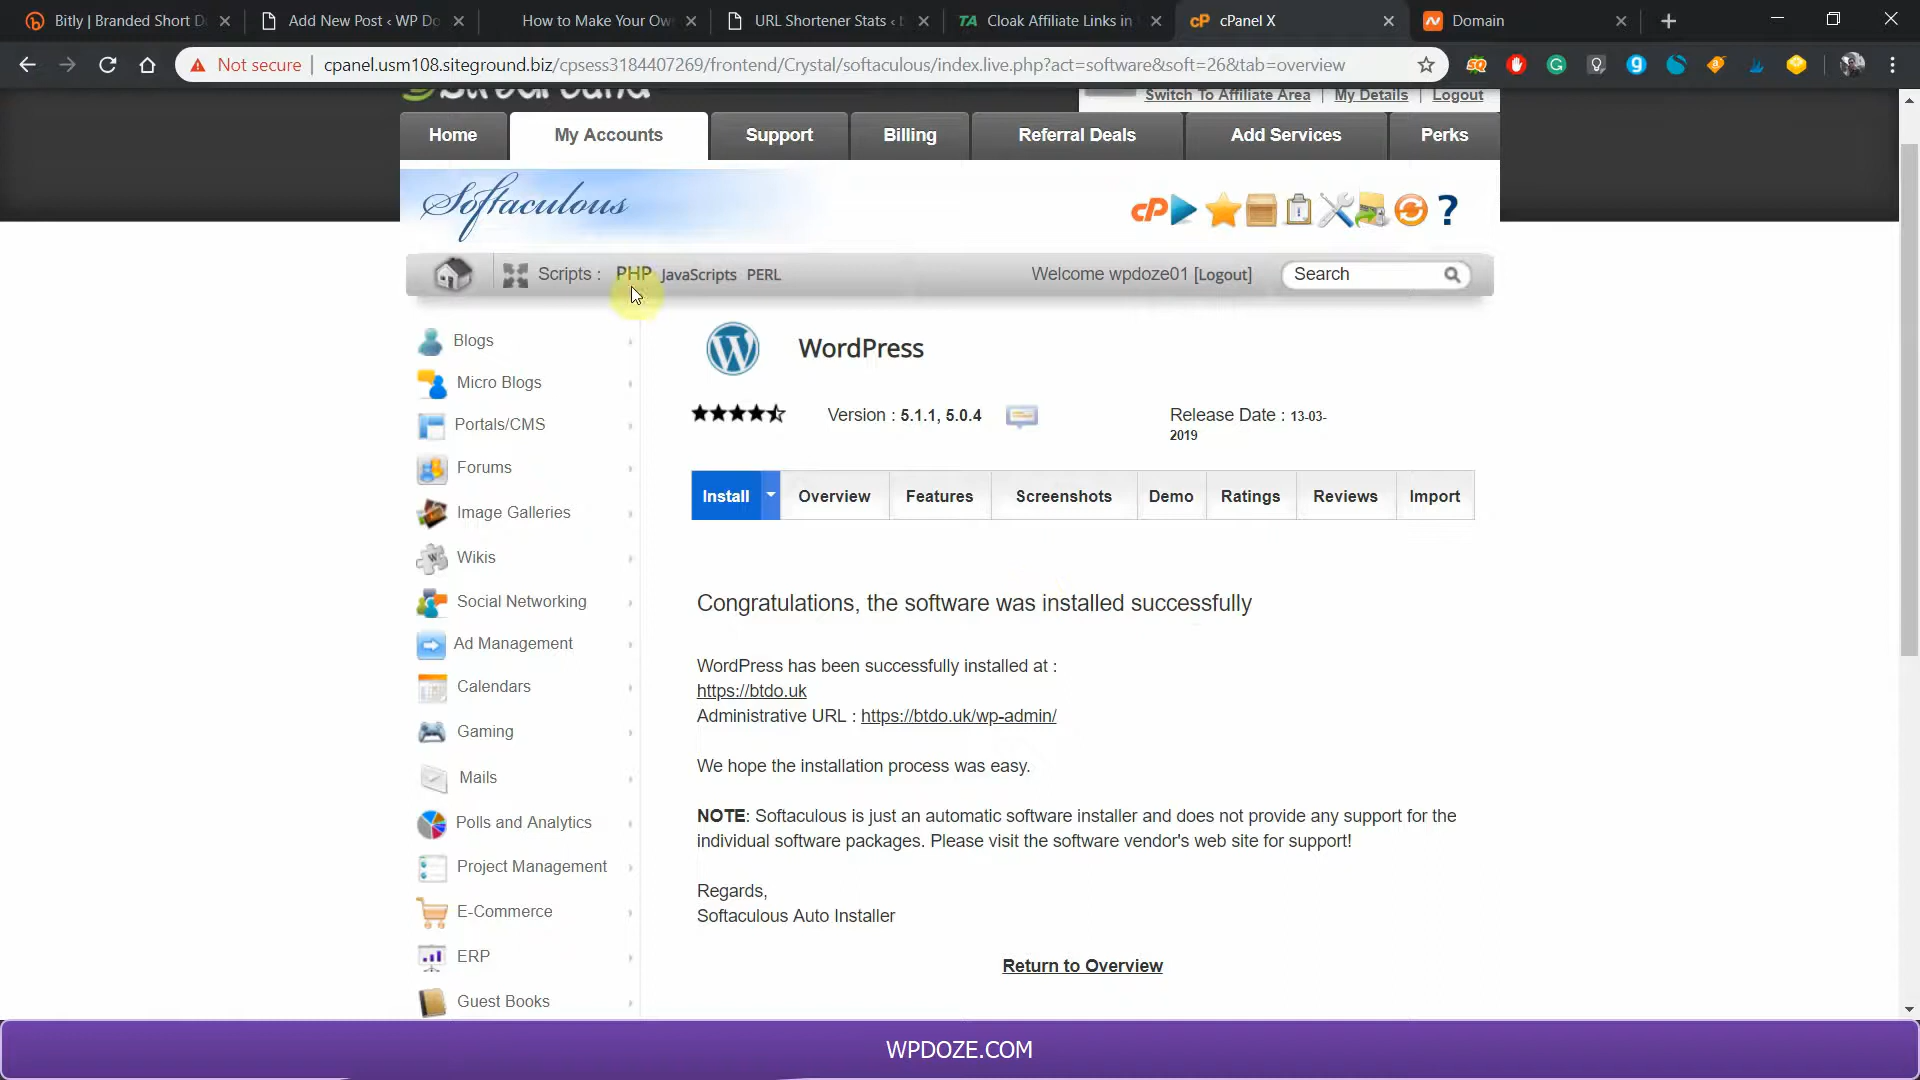 Bitly | Branded Short D
Add New Post ‹ WP Do
How to Make Your Ow
URL Shortener Stats ‹ b
TA Cloak Affiliate Links in
cP cPanel X
Domain
Not secure | cpanel.usm108.siteground.biz/cpsess3184407269/frontend/Crystal/softaculous/index.live.php?act=software&soft=26&tab=overview
Switch To Affiliate Area | My Details | Logout
Home My Accounts Support Billing Referral Deals Add Services Perks
Softaculous
cP
?
Scripts : PHP JavaScripts PERL
Welcome wpdoze01 [Logout]
Search
Blogs
Micro Blogs
Portals/CMS
Forums
Image Galleries
Wikis
Social Networking
Ad Management
Calendars
Gaming
Mails
Polls and Analytics
Project Management
E-Commerce
ERP
Guest Books
WordPress
Version : 5.1.1, 5.0.4
Release Date : 13-03-
2019
Install Overview Features Screenshots Demo Ratings Reviews Import
Congratulations, the software was installed successfully
WordPress has been successfully installed at :
https://btdo.uk
Administrative URL : https://btdo.uk/wp-admin/
We hope the installation process was easy.
NOTE: Softaculous is just an automatic software installer and does not provide any support for the
individual software packages. Please visit the software vendor's web site for support!
Regards,
Softaculous Auto Installer
Return to Overview
WPDOZE.COM